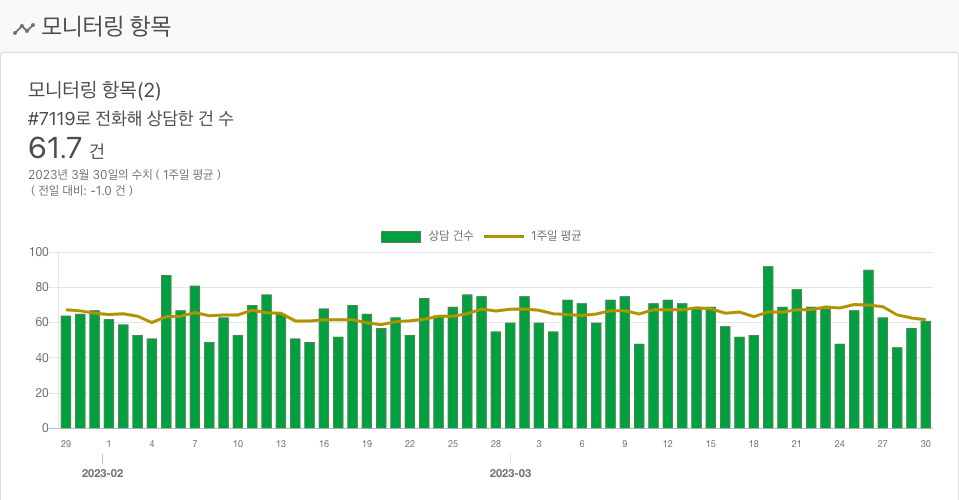 모니터링 항목
모니터링 항목(2)
#7119로 전화해 상담한 건 수
61.7 건
2023년 3월 30일의 수치 ( 1주일 평균 )
( 전일 대비: -1.0 건 )
상담 건수 1주일 평균
100
80
60
40
20
0
29 1 4 7 10 13 16 19 22 25 28 3 6 9 12 15 18 21 24 27 30
2023-02 2023-03